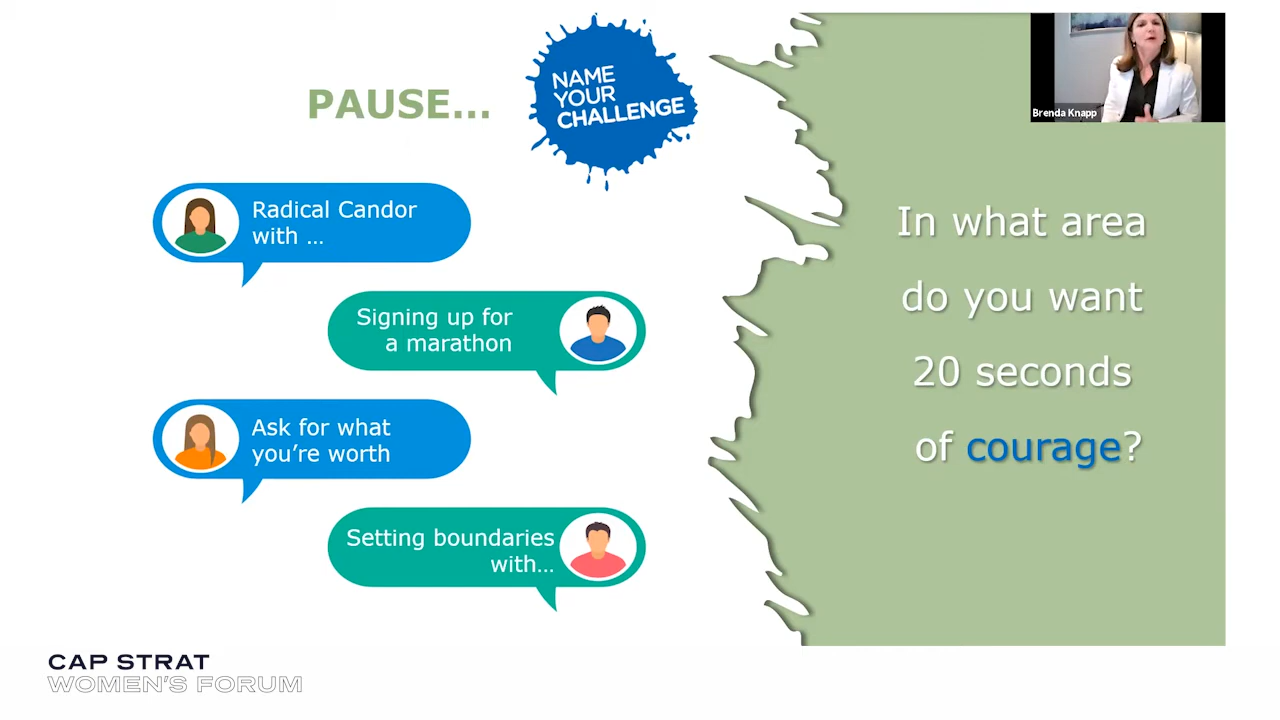 PAUSE...
NAME
YOUR
CHALLENGE
Brenda Knapp
Radical Candor
with ...
Signing up for
a marathon
Ask for what
you’re worth
Setting boundaries
with...
In what area
do you want
20 seconds
of courage?
CAP STRAT
WOMEN'S FORUM